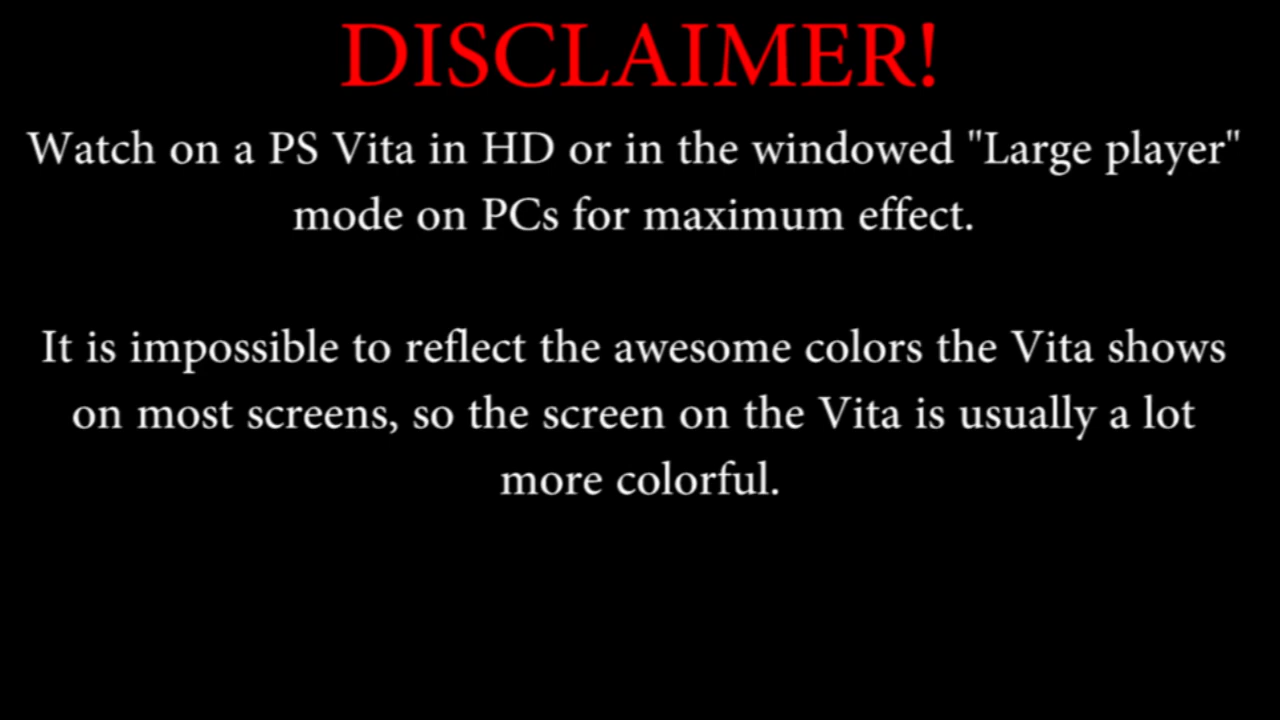 DISCLAIMER!
Watch on a PS Vita in HD or in the windowed "Large player"
mode on PCs for maximum effect.
It is impossible to reflect the awesome colors the Vita shows
on most screens, so the screen on the Vita is usually a lot
more colorful.